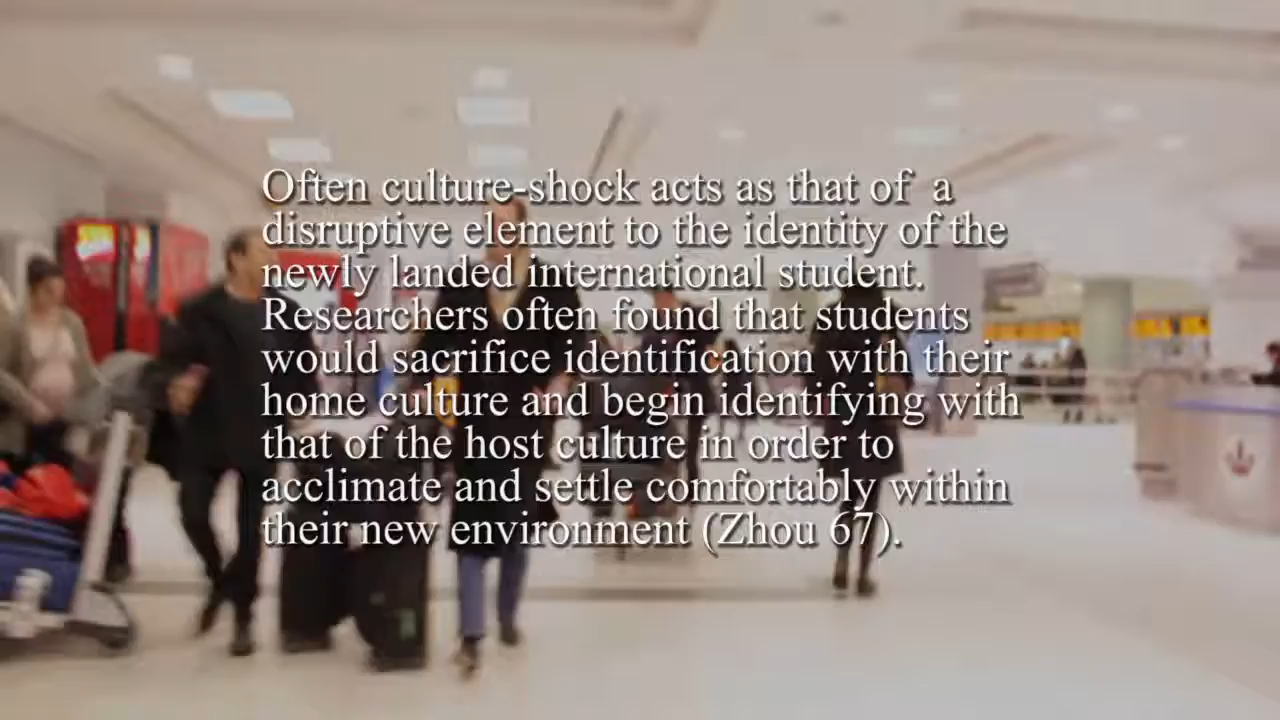 Often culture-shock acts as that of  a
disruptive element to the identity of the
newly landed international student.
Researchers often found that students
would sacrifice identification with their
home culture and begin identifying with
that of the host culture in order to
acclimate and settle comfortably within
their new environment (Zhou 67).